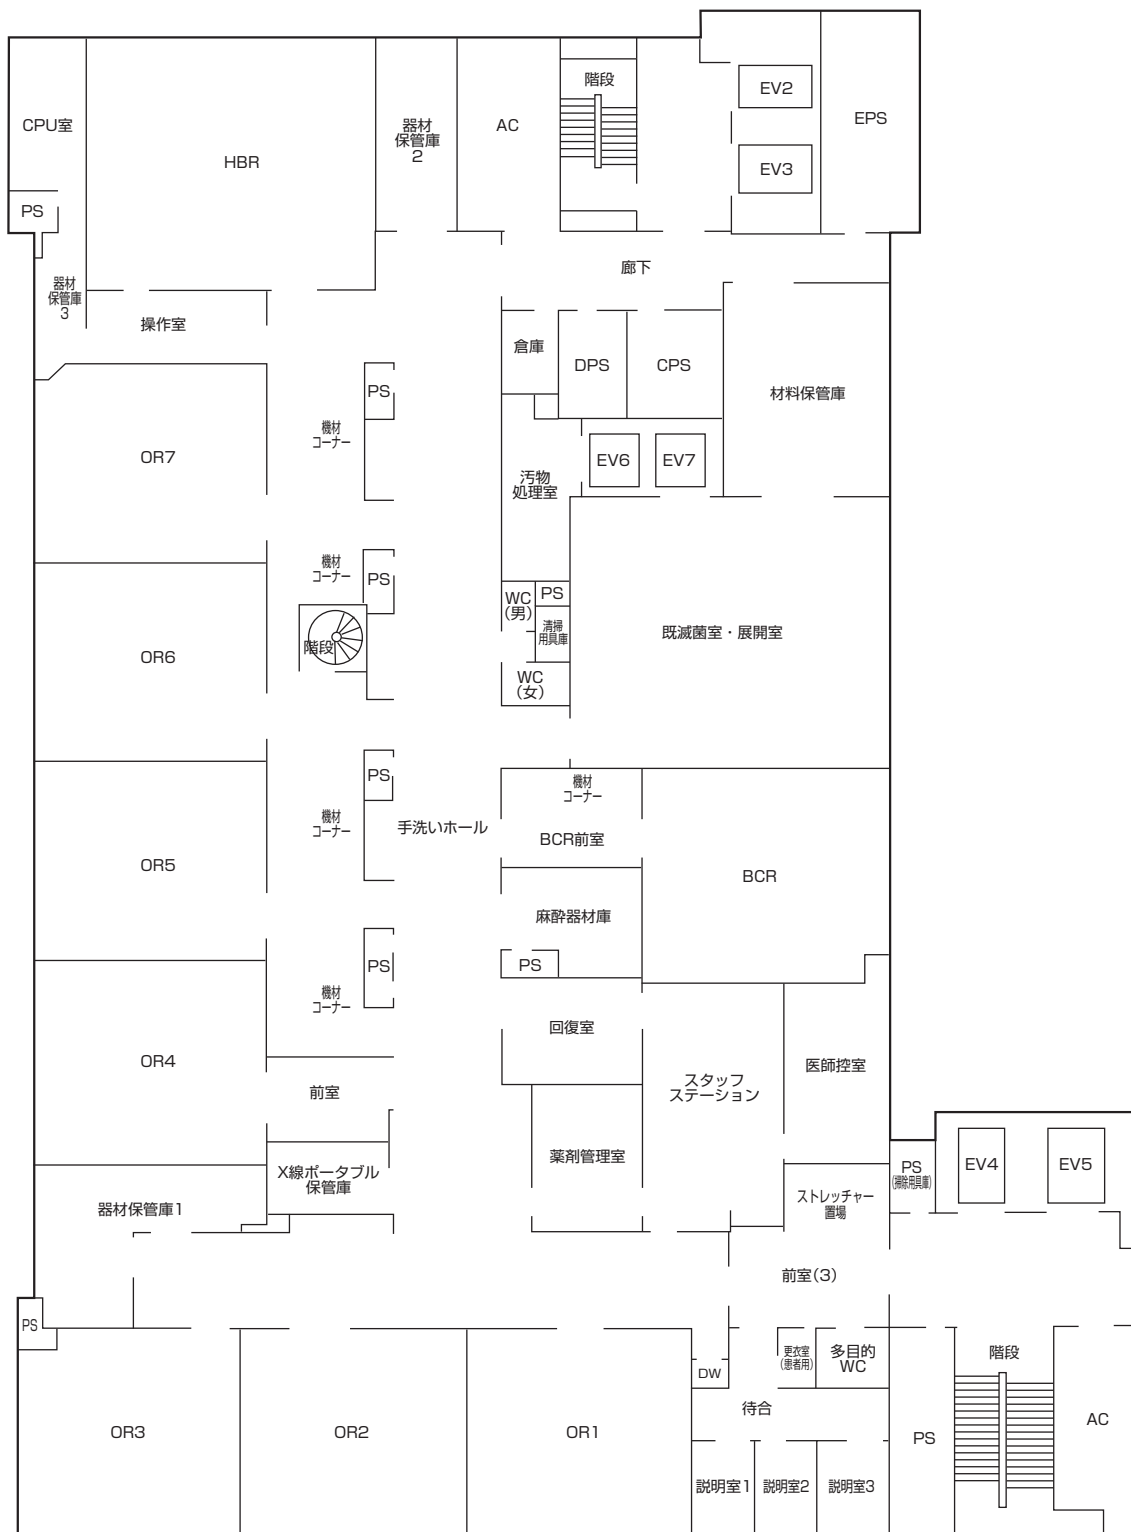 EV2
階段
EPS
CPU室
器材
保管庫
2
AC
HBR
EV3
PS
廊下
器材
保管庫
3
操作室
倉庫
DPS
CPS
PS
材料保管庫
機材
コーナー
OR7
EV6
EV7
汚物
処理室
機材
コーナー
PS
PS
WC
(男)
清掃
用具庫
既滅菌室・展開室
階段
OR6
WC
(女)
PS
機材
コーナー
機材
コーナー
手洗いホール
BCR前室
OR5
BCR
麻酔器材庫
PS
PS
機材
コーナー
回復室
OR4
医師控室
スタッフ
ステーション
前室
薬剤管理室
EV4
EV5
PS
(掃除用具庫)
X線ポータブル
保管庫
ストレッチャー
置場
器材保管庫1
前室(3)
PS
更衣室
(患者用)
多目的
WC
階段
DW
待合
OR3
OR2
OR1
PS
AC
説明室1
説明室2
説明室3